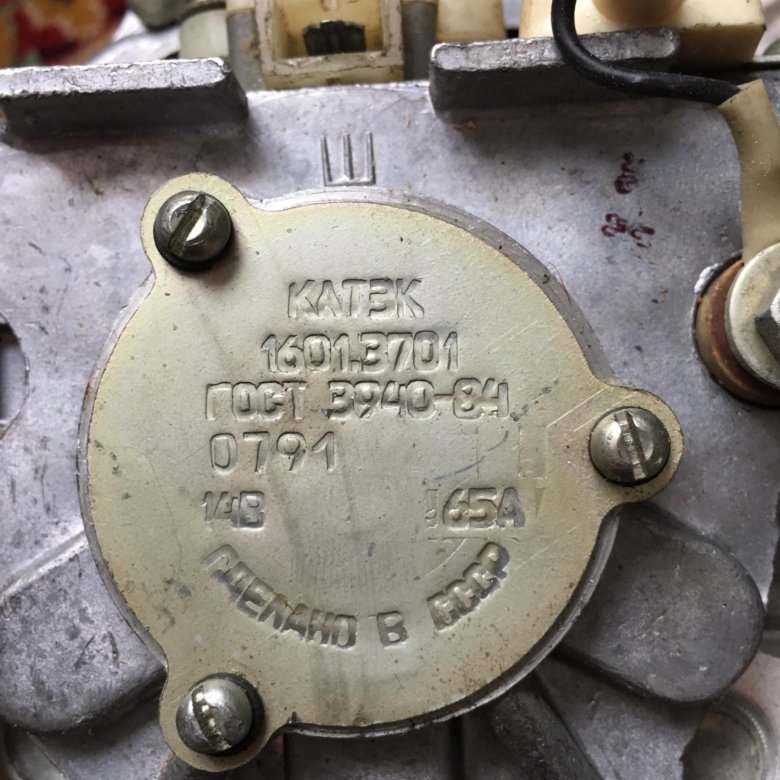 Ш
КАТЭК
1601.3701
ГОСТ 3940-84
0791
14В 65А
СДЕЛАНО В СССР